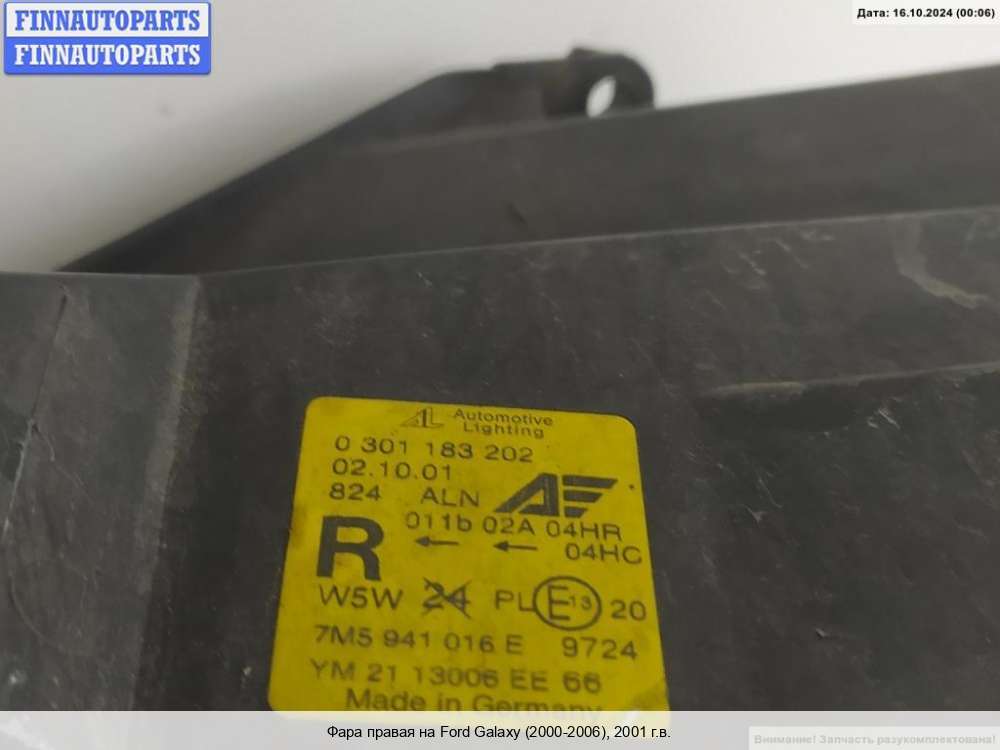 FINNAUTOPARTS
FINNAUTOPARTS
Дата: 16.10.2024 (00:06)
AL Automotive
Lighting
0 301 183 202
02.10.01
824 ALN
011b 02A 04HR
R 04HC
W5W 24 PL E13 20
7M5 941 016 E 9724
YM 21 13006 EE 66
Made in Germany
Фара правая на Ford Galaxy (2000-2006), 2001 г.в.
Внимание! Запчасть разукомплектована!